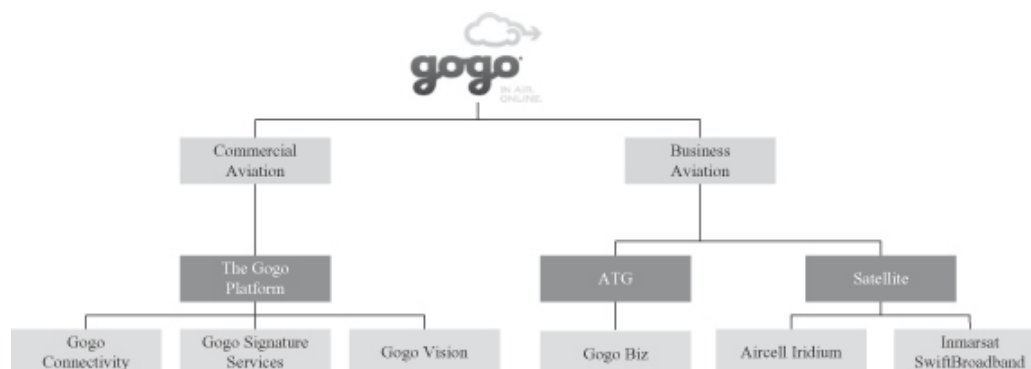 gogo
IN AIR.
ONLINE.
Commercial
Aviation
Business
Aviation
The Gogo
Platform
ATG
Satellite
Gogo
Connectivity
Gogo Signature
Services
Gogo Vision
Gogo Biz
Aircell Iridium
Inmarsat
SwiftBroadband